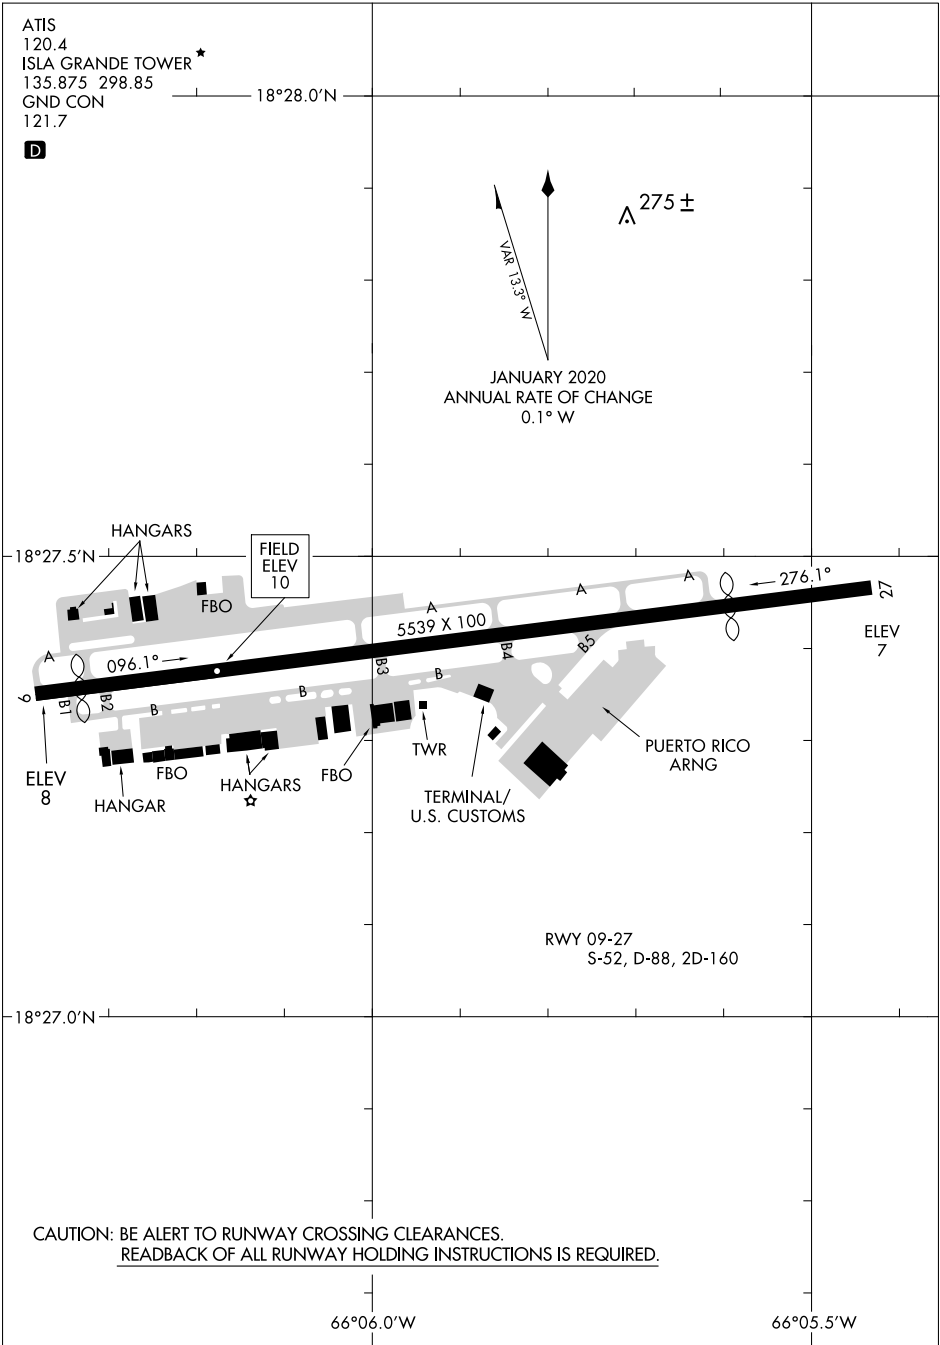 ATIS
120.4
ISLA GRANDE TOWER
135.875 298.85
GND CON
121.7
D
18°28.0'N
275 ±
VAR 13.3° W
JANUARY 2020
ANNUAL RATE OF CHANGE
0.1° W
HANGARS
18°27.5'N
FIELD
ELEV
10
FBO
A
A
A
276.1°
27
ELEV
7
5539 X 100
A
096.1°
B3
B4
B5
B
9
B1
B2
B
B
ELEV
8
HANGAR
FBO
HANGARS
FBO
TWR
TERMINAL/
U.S. CUSTOMS
PUERTO RICO
ARNG
RWY 09-27
S-52, D-88, 2D-160
18°27.0'N
CAUTION: BE ALERT TO RUNWAY CROSSING CLEARANCES.
READBACK OF ALL RUNWAY HOLDING INSTRUCTIONS IS REQUIRED.
66°06.0'W
66°05.5'W